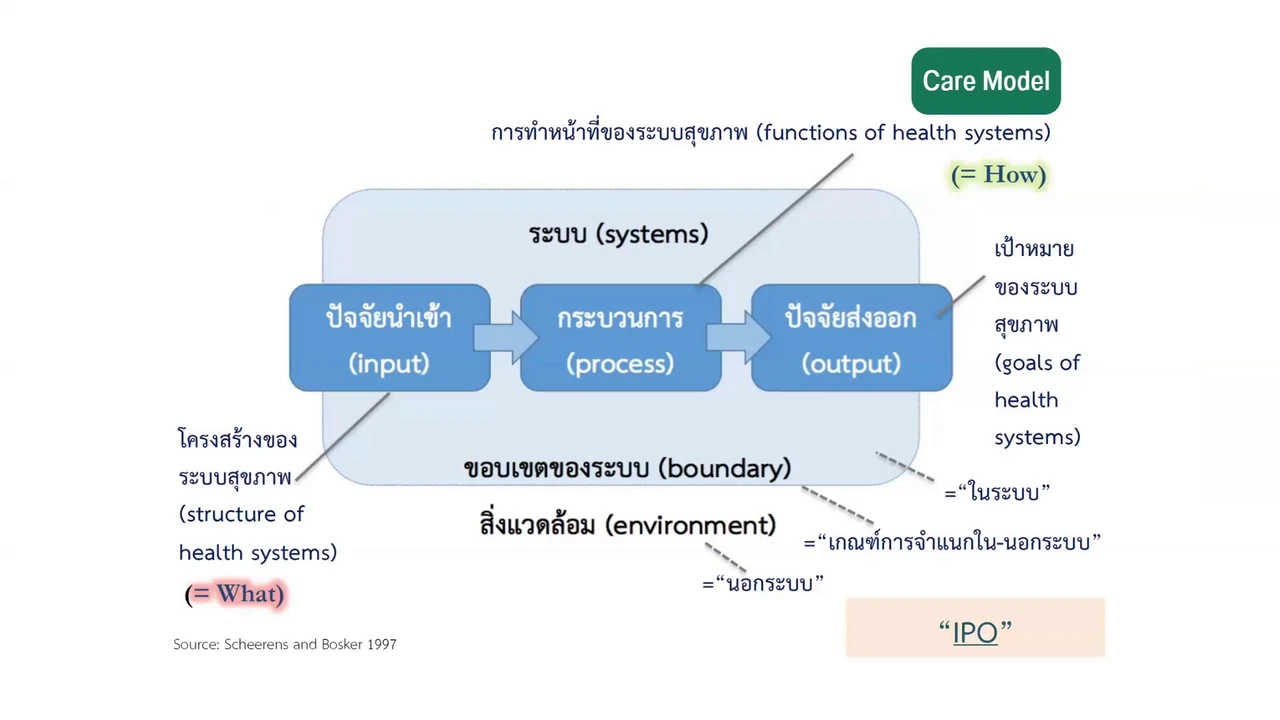 Care Model
การทำหน้าที่ของระบบสุขภาพ (functions of health systems)
(= How)
ระบบ (systems)
เป้าหมาย
ของระบบ
สุขภาพ
(goals of
health
systems)
ปัจจัยนำเข้า
(input)
กระบวนการ
(process)
ปัจจัยส่งออก
(output)
โครงสร้างของ
ระบบสุขภาพ
(structure of
health systems)
(= What)
ขอบเขตของระบบ (boundary)
=“ในระบบ”
สิ่งแวดล้อม (environment)
=“เกณฑ์การจำแนกใน-นอกระบบ”
=“นอกระบบ”
“IPO”
Source: Scheerens and Bosker 1997